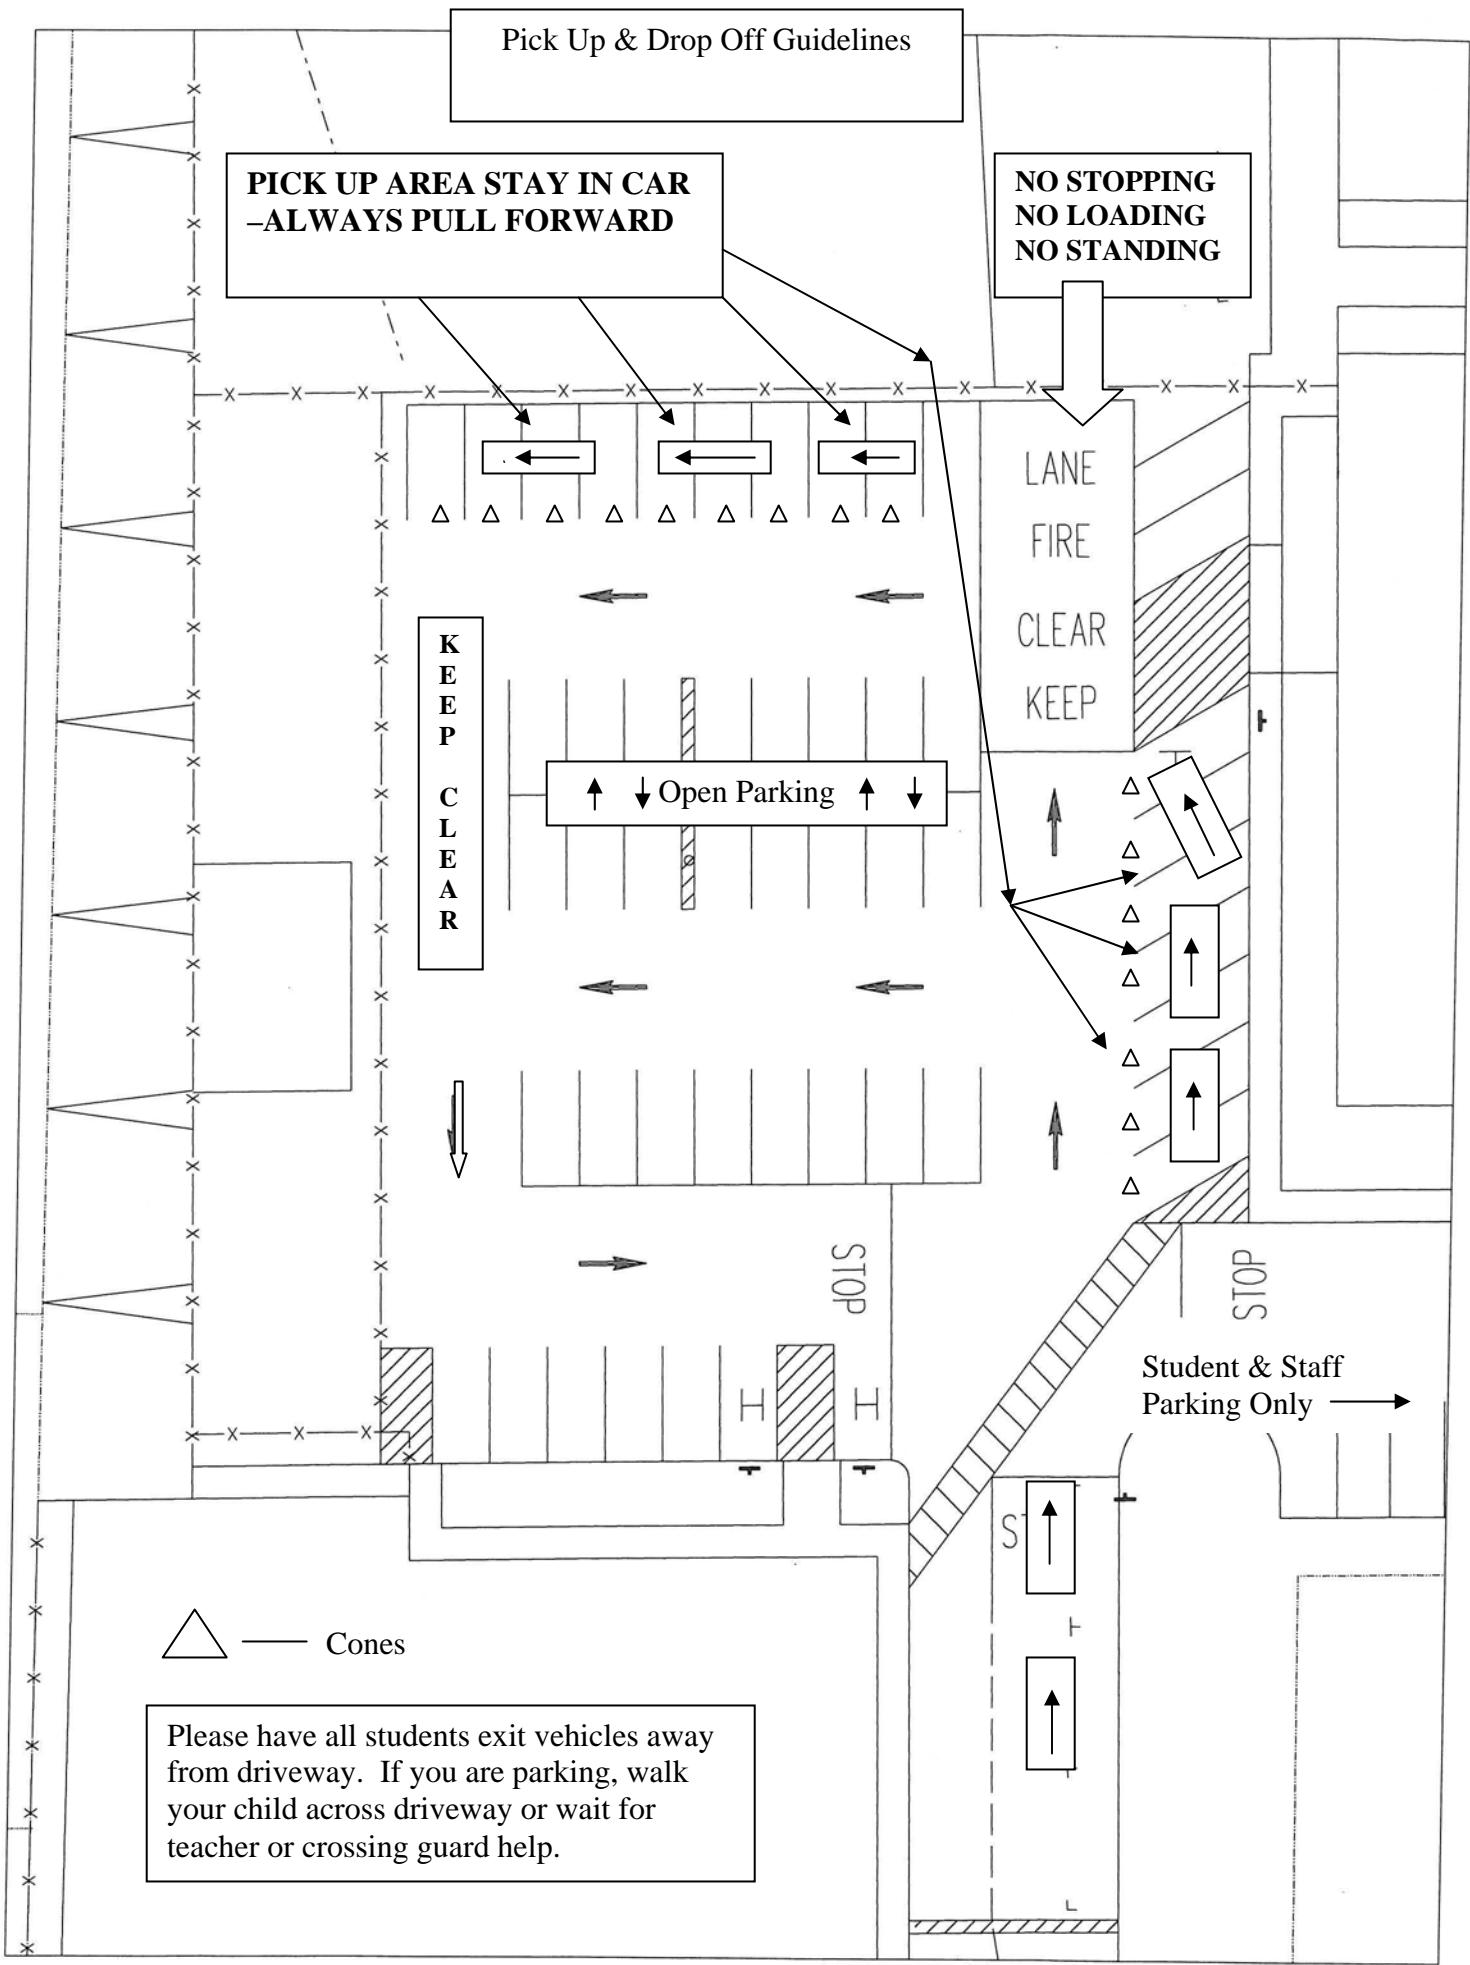 Pick Up & Drop Off Guidelines
PICK UP AREA STAY IN CAR
–ALWAYS PULL FORWARD
NO STOPPING
NO LOADING
NO STANDING
LANE
FIRE
CLEAR
KEEP
KEEP CLEAR
Open Parking
STOP
STOP
Student & Staff
Parking Only
H
H
S
Cones
Please have all students exit vehicles away
from driveway. If you are parking, walk
your child across driveway or wait for
teacher or crossing guard help.